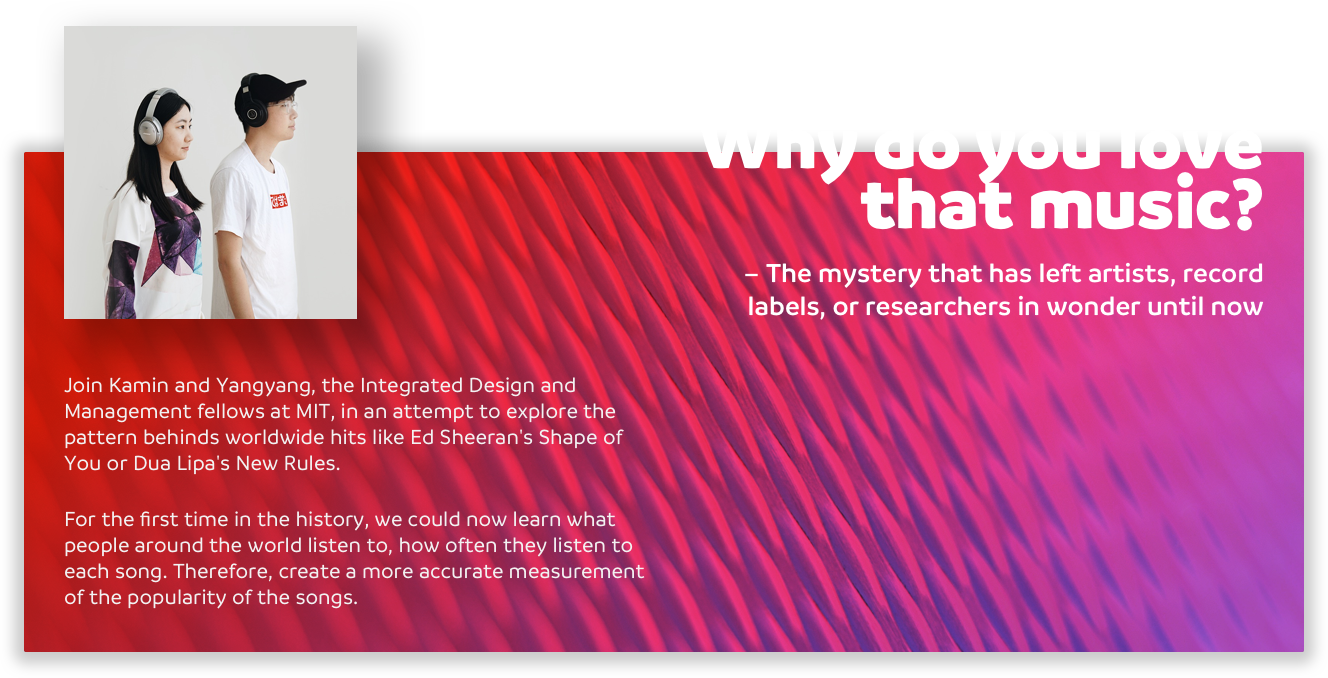 Why do you love
that music?
– The mystery that has left artists, record
labels, or researchers in wonder until now
Join Kamin and Yangyang, the Integrated Design and
Management fellows at MIT, in an attempt to explore the
pattern behinds worldwide hits like Ed Sheeran's Shape of
You or Dua Lipa's New Rules.
For the first time in the history, we could now learn what
people around the world listen to, how often they listen to
each song. Therefore, create a more accurate measurement
of the popularity of the songs.